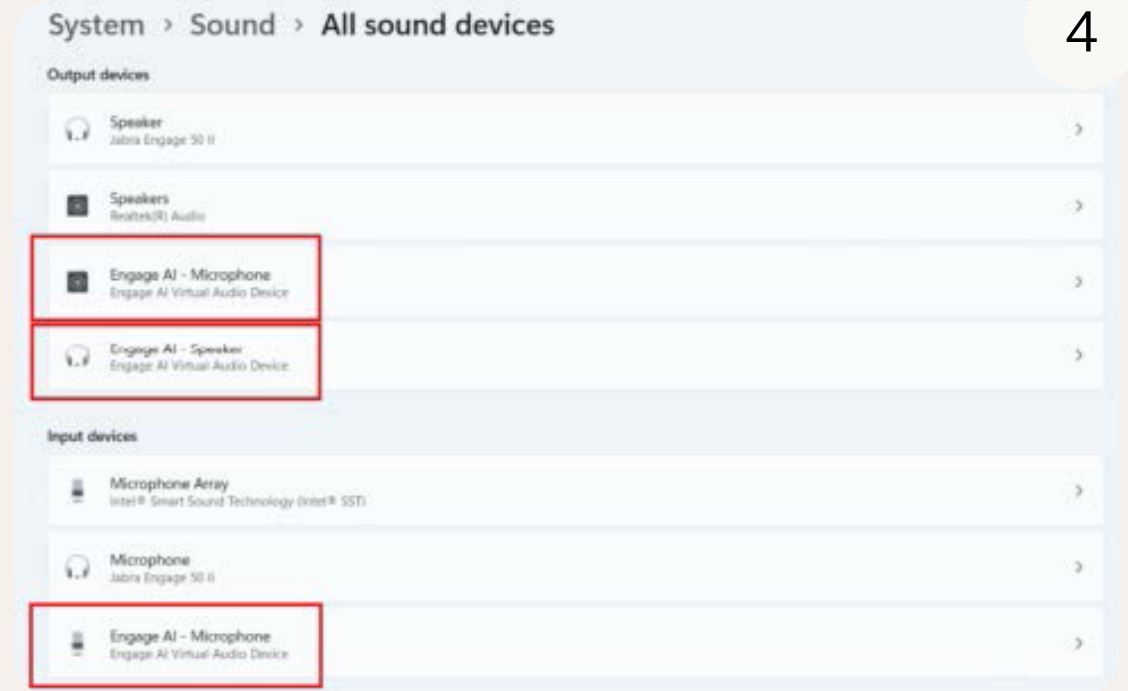 System > Sound > All sound devices
4
Output devices
Speaker
Jabra Engage 50 II
Speakers
Realtek(R) Audio
Engage AI - Microphone
Engage AI Virtual Audio Device
Engage AI - Speaker
Engage AI Virtual Audio Device
Input devices
Microphone Array
Intel® Smart Sound Technology (Intel® SST)
Microphone
Jabra Engage 50 II
Engage AI - Microphone
Engage AI Virtual Audio Device